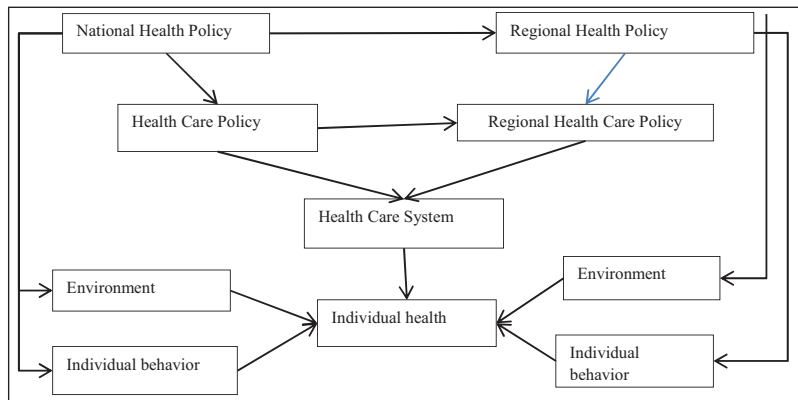 National Health Policy
Regional Health Policy
Health Care Policy
Regional Health Care Policy
Health Care System
Environment
Environment
Individual health
Individual behavior
Individual
behavior